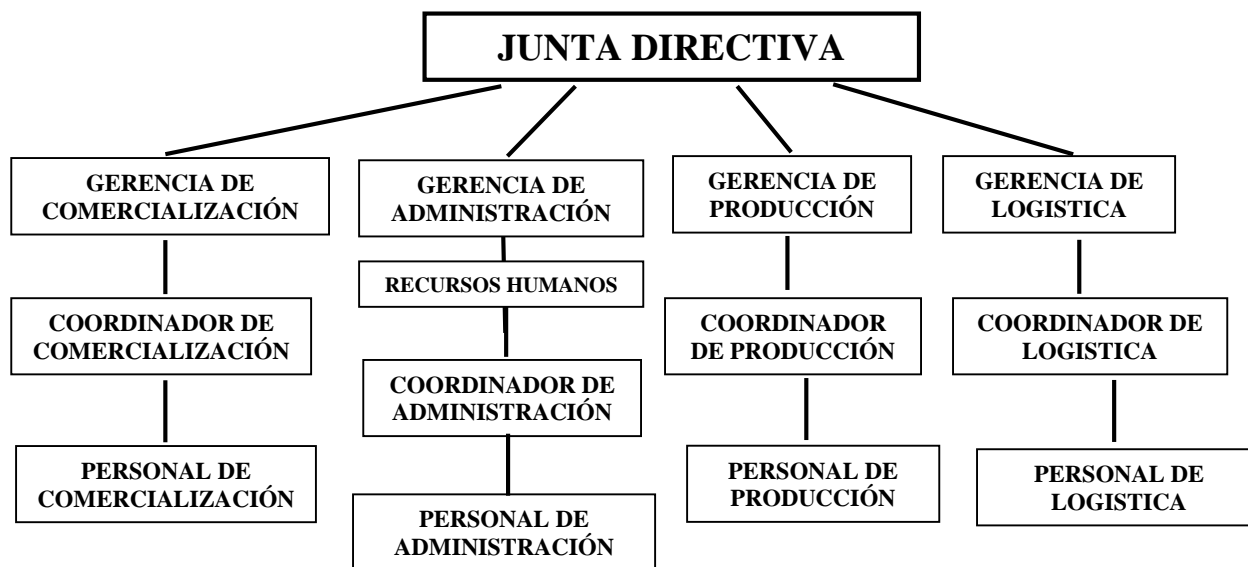 JUNTA DIRECTIVA
GERENCIA DE
COMERCIALIZACIÓN
GERENCIA DE
ADMINISTRACIÓN
GERENCIA DE
PRODUCCIÓN
GERENCIA DE
LOGISTICA
RECURSOS HUMANOS
COORDINADOR DE
COMERCIALIZACIÓN
COORDINADOR DE
ADMINISTRACIÓN
COORDINADOR
DE PRODUCCIÓN
COORDINADOR DE
LOGISTICA
PERSONAL DE
COMERCIALIZACIÓN
PERSONAL DE
ADMINISTRACIÓN
PERSONAL DE
PRODUCCIÓN
PERSONAL DE
LOGISTICA